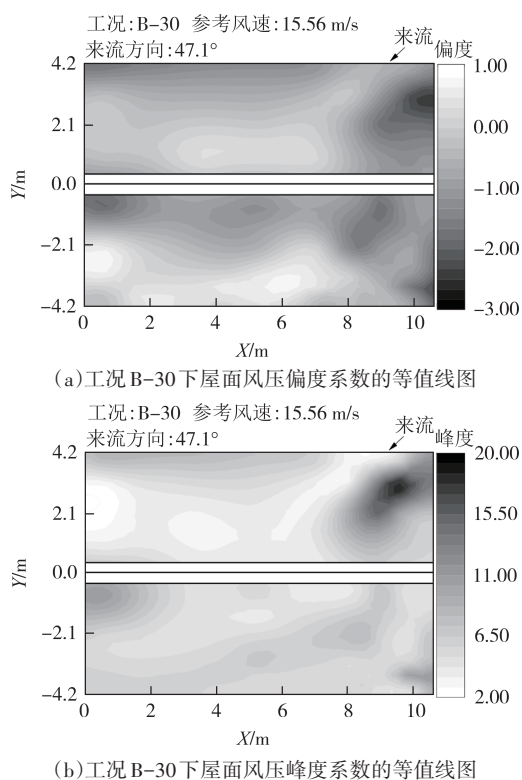 工况:B-30 参考风速:15.56 m/s
来流方向:47.1°
来流
偏度
4.2
2.1
0.0
-2.1
-4.2
Y/m
0 2 4 6 8 10
X/m
1.00
0.00
-1.00
-2.00
-3.00
(a)工况B-30下屋面风压偏度系数的等值线图
工况:B-30 参考风速:15.56 m/s
来流方向:47.1°
来流
峰度
4.2
2.1
0.0
-2.1
-4.2
Y/m
0 2 4 6 8 10
X/m
20.00
15.50
11.00
6.50
2.00
(b)工况B-30下屋面风压峰度系数的等值线图